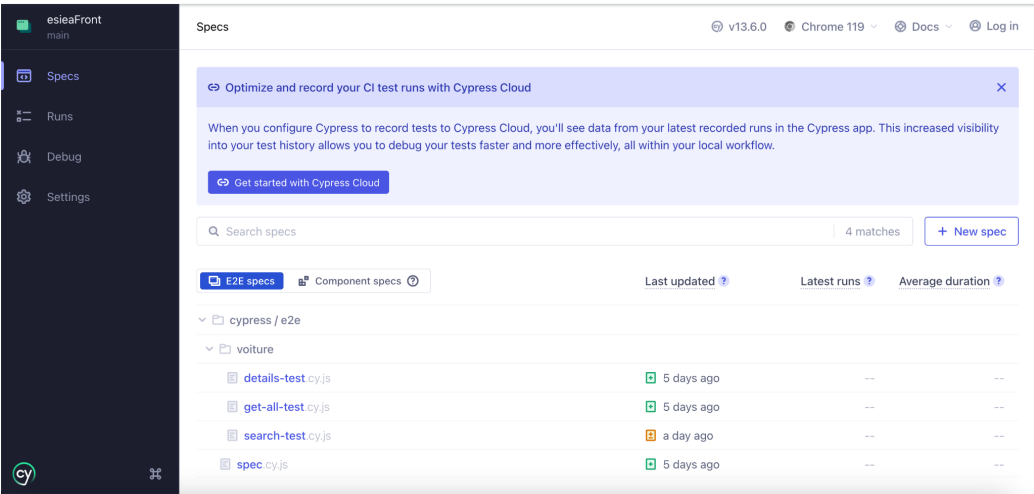 esieaFront
main
Specs
v13.6.0
Chrome 119
Docs
Log in
Specs
Runs
Debug
Settings
Optimize and record your CI test runs with Cypress Cloud
When you configure Cypress to record tests to Cypress Cloud, you'll see data from your latest recorded runs in the Cypress app. This increased visibility
into your test history allows you to debug your tests faster and more effectively, all within your local workflow.
Get started with Cypress Cloud
Search specs
4 matches
+ New spec
E2E specs
Component specs ?
Last updated ?
Latest runs ?
Average duration ?
cypress / e2e
voiture
details-test.cy.js 5 days ago -- --
get-all-test.cy.js 5 days ago -- --
search-test.cy.js a day ago -- --
spec.cy.js 5 days ago -- --
cy
⌘